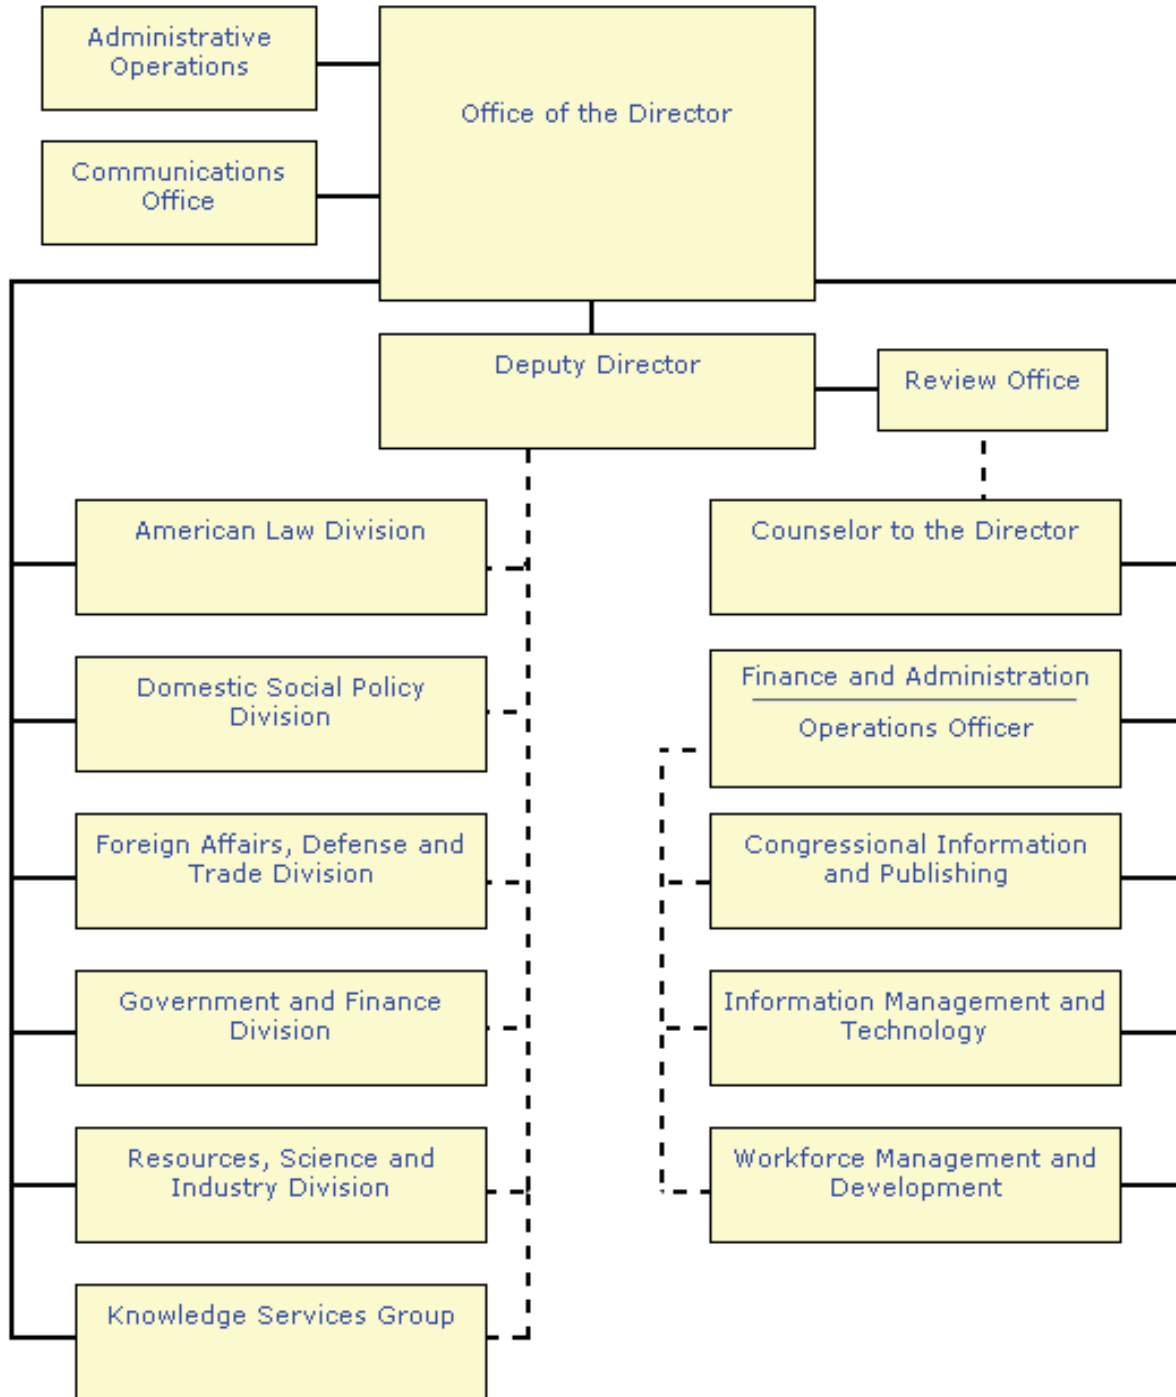 Administrative
Operations
Office of the Director
Communications
Office
Deputy Director
Review Office
American Law Division
Counselor to the Director
Domestic Social Policy
Division
Finance and Administration
Operations Officer
Foreign Affairs, Defense and
Trade Division
Congressional Information
and Publishing
Government and Finance
Division
Information Management and
Technology
Resources, Science and
Industry Division
Workforce Management and
Development
Knowledge Services Group